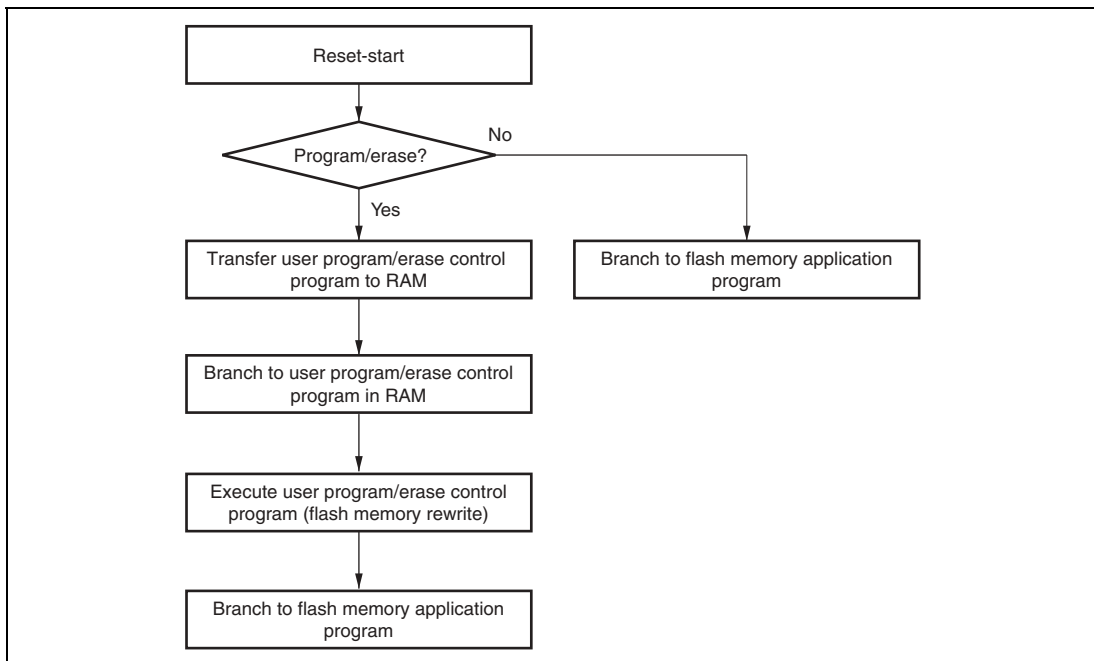 Reset-start
No
Program/erase?
Yes
Transfer user program/erase control
program to RAM
Branch to flash memory application
program
Branch to user program/erase control
program in RAM
Execute user program/erase control
program (flash memory rewrite)
Branch to flash memory application
program